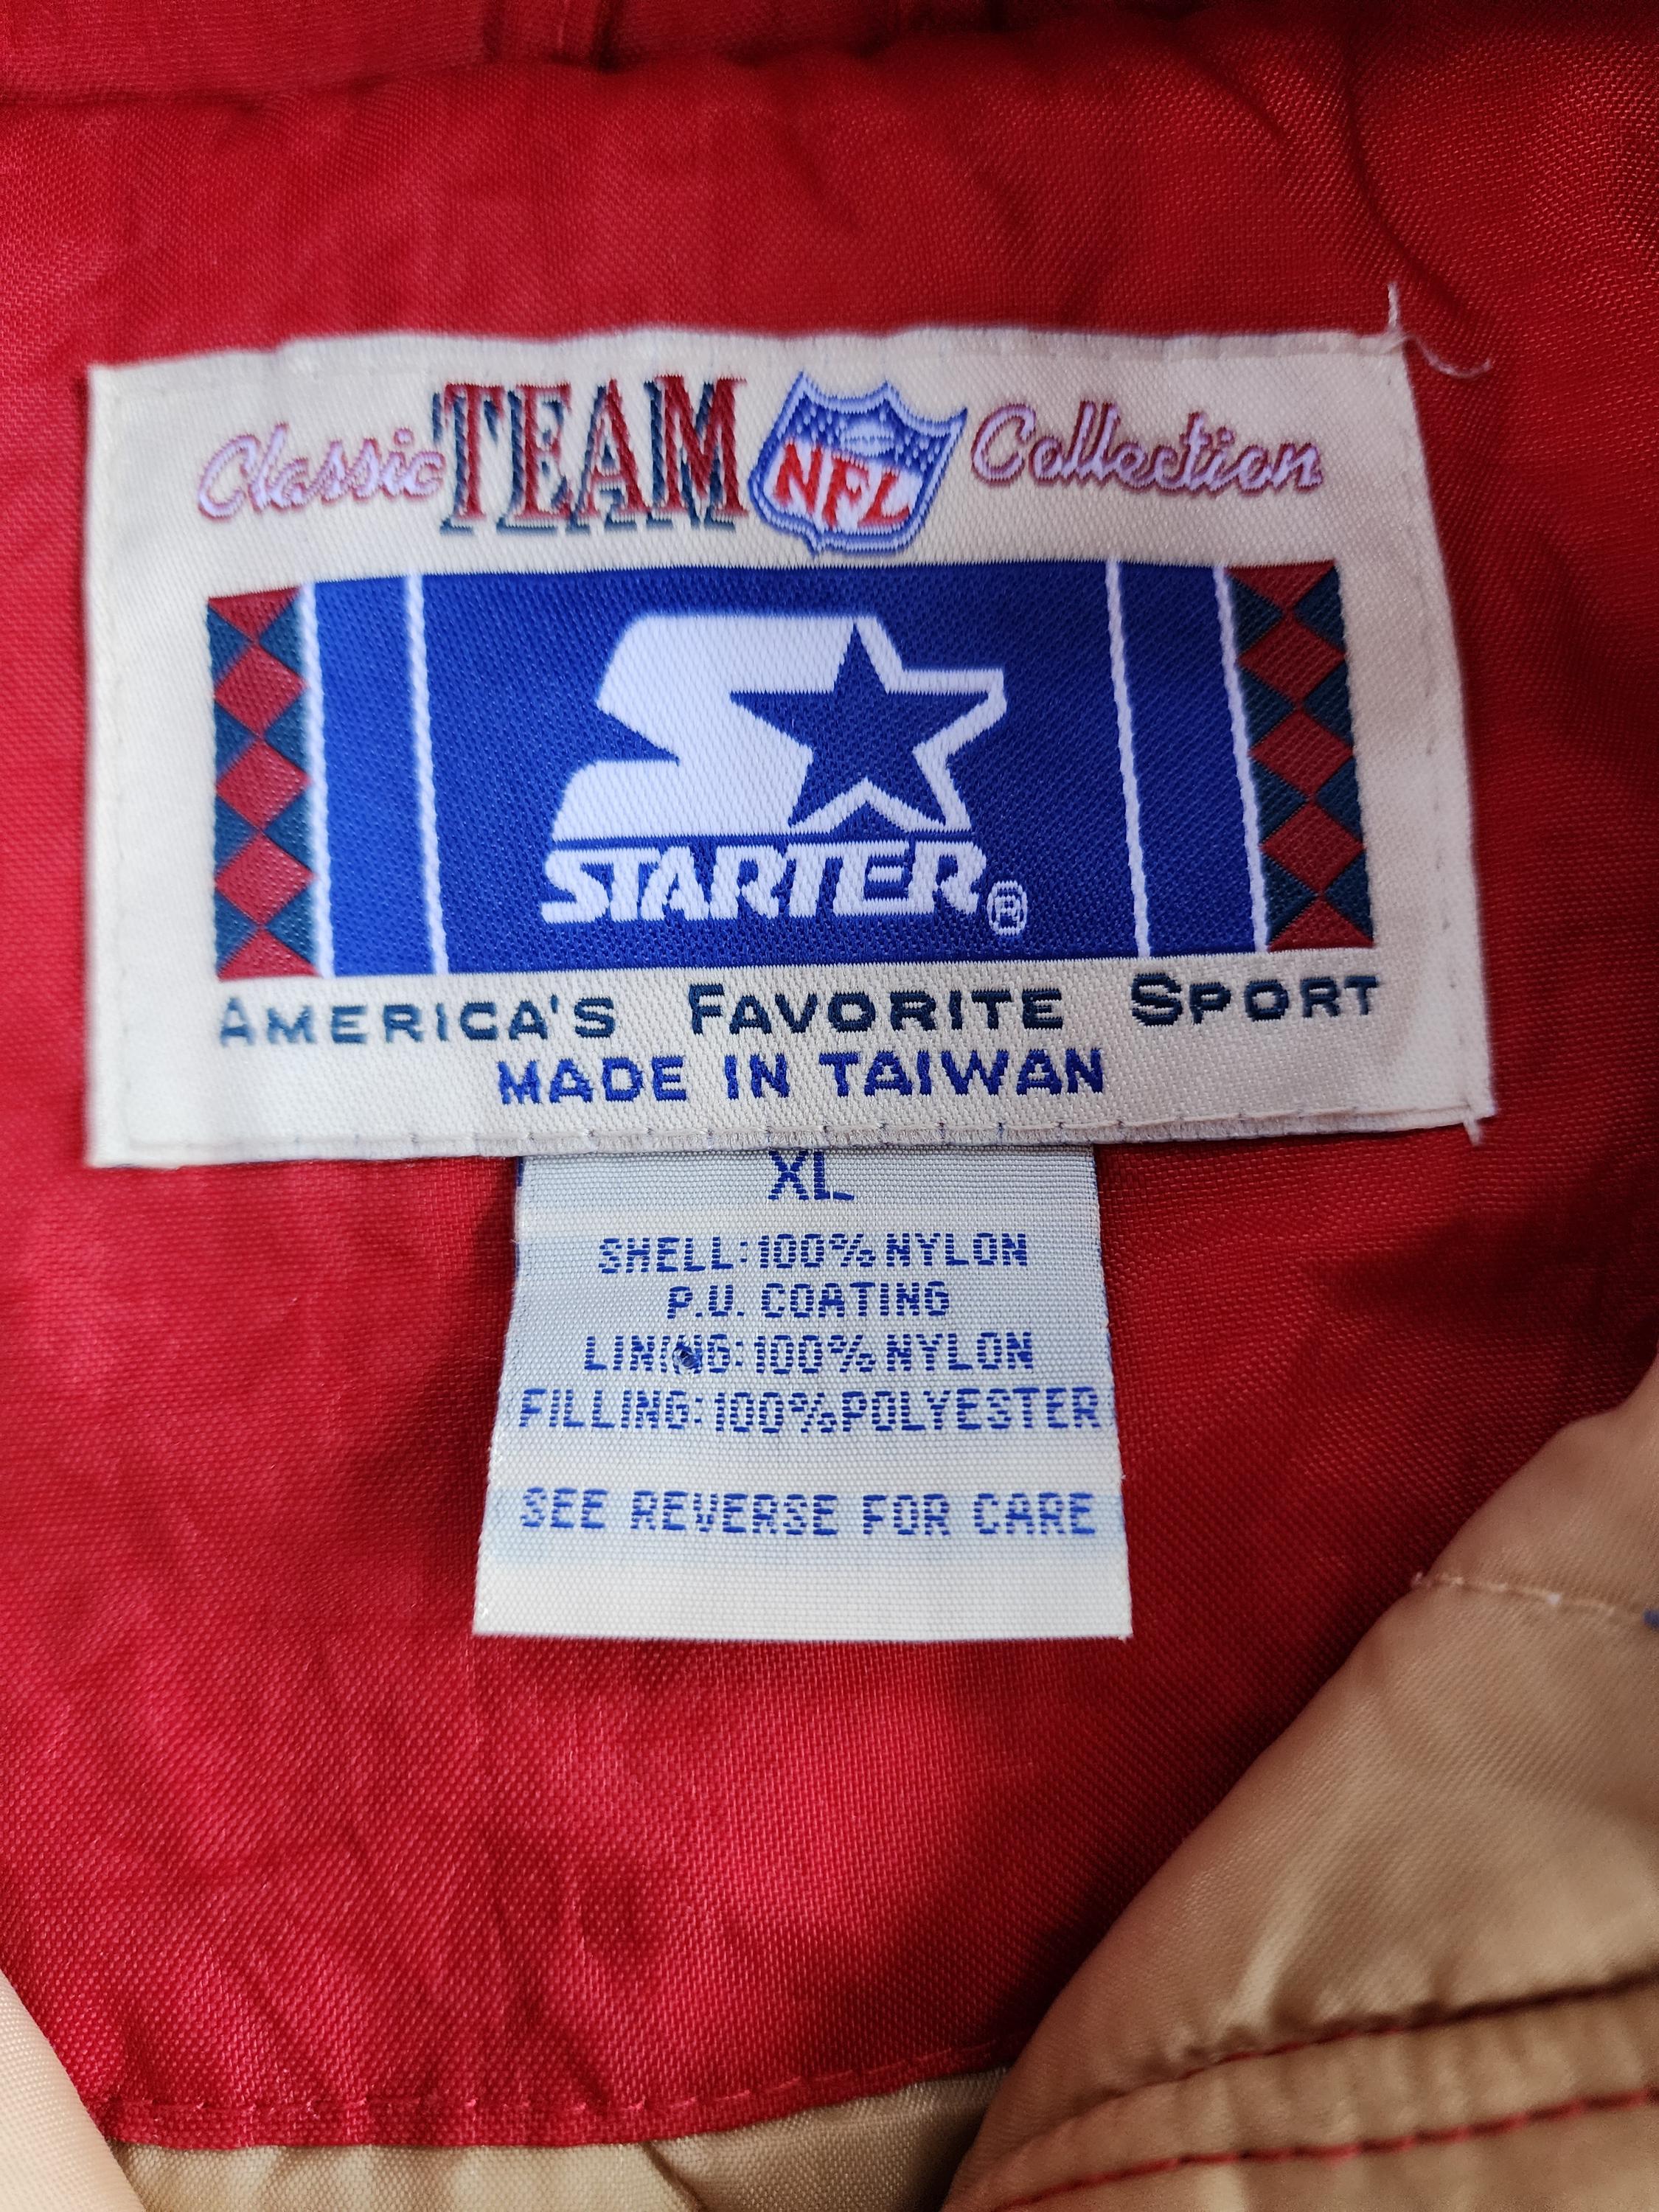 Classic TEAM NFL Collection
STARTER®
AMERICA'S FAVORITE SPORT
MADE IN TAIWAN
XL
SHELL:100% NYLON
P.U. COATING
LINING:100% NYLON
FILLING:100% POLYESTER
SEE REVERSE FOR CARE